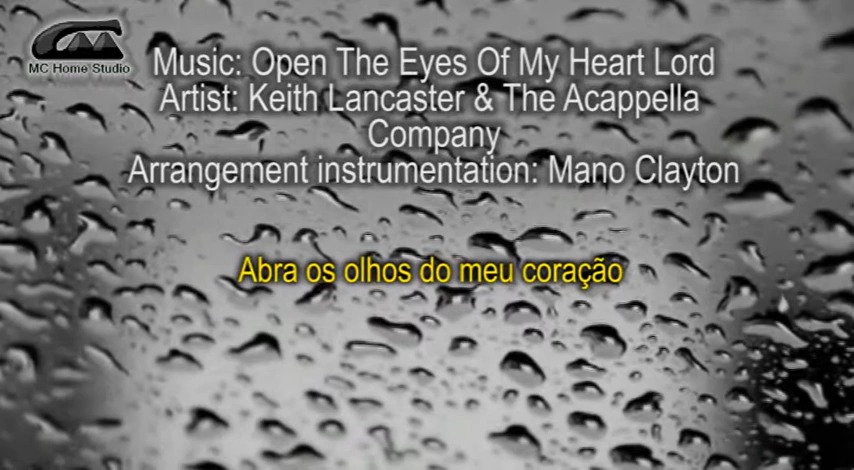 MC Home Studio
Music: Open The Eyes Of My Heart Lord
Artist: Keith Lancaster & The Acappella
Company
Arrangement instrumentation: Mano Clayton
Abra os olhos do meu coração